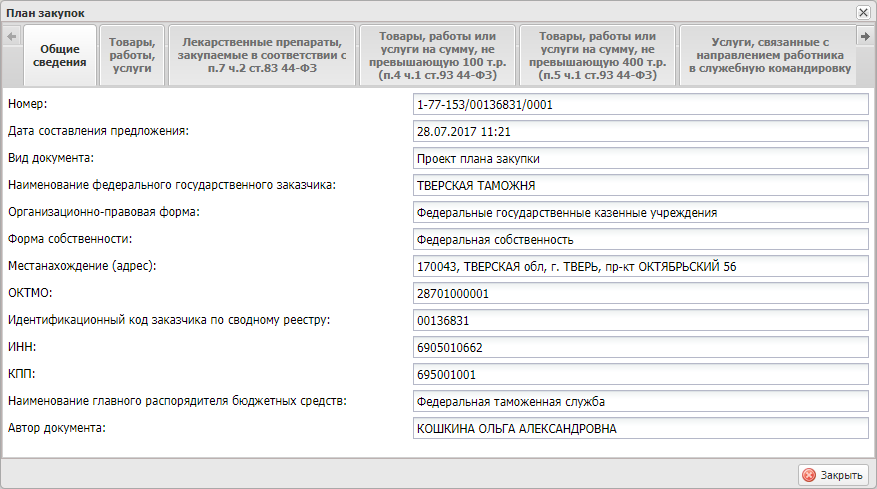 План закупок
Общие
сведения
Товары,
работы,
услуги
Лекарственные препараты,
закупаемые в соответствии с
п.7 ч.2 ст.83 44-ФЗ
Товары, работы или
услуги на сумму, не
превышающую 100 т.р.
(п.4 ч.1 ст.93 44-ФЗ)
Товары, работы или
услуги на сумму, не
превышающую 400 т.р.
(п.5 ч.1 ст.93 44-ФЗ)
Услуги, связанные с
направлением работника
в служебную командировку
Номер: 1-77-153/00136831/0001
Дата составления предложения: 28.07.2017 11:21
Вид документа: Проект плана закупки
Наименование федерального государственного заказчика: ТВЕРСКАЯ ТАМОЖНЯ
Организационно-правовая форма: Федеральные государственные казенные учреждения
Форма собственности: Федеральная собственность
Местанахождение (адрес): 170043, ТВЕРСКАЯ обл, г. ТВЕРЬ, пр-кт ОКТЯБРЬСКИЙ 56
ОКТМО: 28701000001
Идентификационный код заказчика по сводному реестру: 00136831
ИНН: 6905010662
КПП: 695001001
Наименование главного распорядителя бюджетных средств: Федеральная таможенная служба
Автор документа: КОШКИНА ОЛЬГА АЛЕКСАНДРОВНА
Закрыть